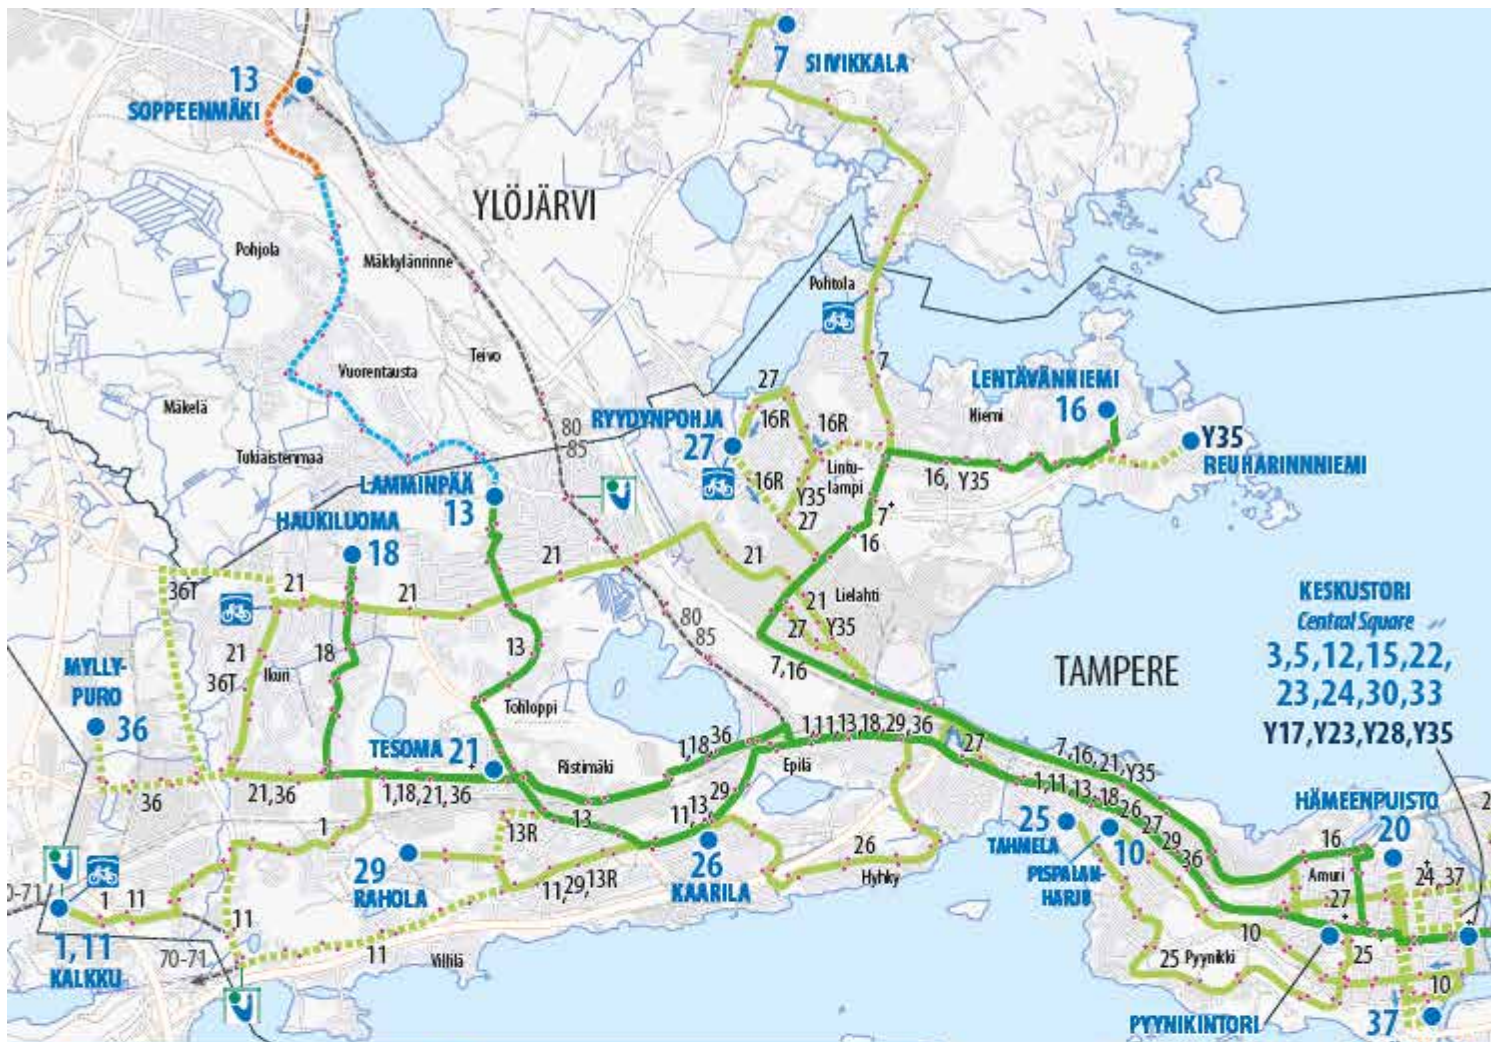 7
SIIVIKKALA
13
SOPPEENMÄKI
YLÖJÄRVI
Pohjola
Mäkkylänrinne
Pohtola
Teivo
Vuorentausta
Mäkelä
Tukiaistenmaa
7
27
16R
16R
LENTÄVÄNNIEMI
16
Niemi
RYYDYNPOHJA
27
80
85
Y35
REUHARINNNIEMI
16, Y35
Lintu-
lampi
16R
Y35
27
7+
16
LAMMINPÄÄ
13
HAUKILUOMA
18
21
21
36T
21
21
21
27
Y35
Lielahti
80
85
KESKUSTORI
Central Square
3,5,12,15,22,
23,24,30,33
Y17,Y23,Y28,Y35
TAMPERE
21
36T
Ikuri
18
13
7,16
MYLLY-
PURO
36
Tohloppi
TESOMA 21
Ristimäki
1,18,36
1,11,13,18,29,36
Epilä
27
7,16,21,Y35
36
21,36
1,18,21,36
+
13
11,13
29
1,11,13,18
26
27
29
36
HÄMEENPUISTO
20
1
13R
25
TAHMELA
10
PISPALAN-
HARJU
29
RAHOLA
26
KAARILA
26
Hyhky
16
Amuri
27
+
24, 37
11,29,13R
0-71
1
11
11
1, 11
KALKKU
70-71
11
Villilä
25 Pyynikki
10
25
10
PYYNIKINTORI
37
2